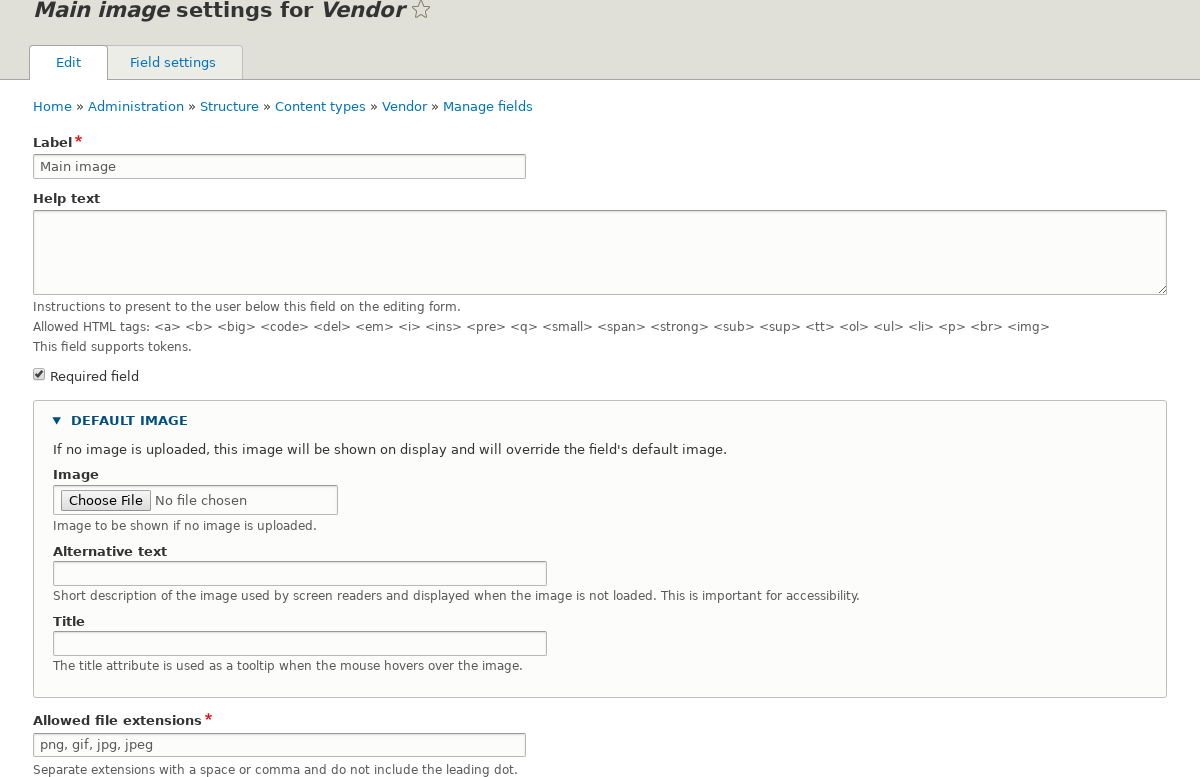 Main image settings for Vendor
Edit Field settings
Home » Administration » Structure » Content types » Vendor » Manage fields
Label*
Main image
Help text
Instructions to present to the user below this field on the editing form.
Allowed HTML tags: <a> <b> <big> <code> <del> <em> <i> <ins> <pre> <q> <small> <span> <strong> <sub> <sup> <tt> <ol> <ul> <li> <p> <br> <img>
This field supports tokens.
Required field
DEFAULT IMAGE
If no image is uploaded, this image will be shown on display and will override the field's default image.
Image
Choose File No file chosen
Image to be shown if no image is uploaded.
Alternative text
Short description of the image used by screen readers and displayed when the image is not loaded. This is important for accessibility.
Title
The title attribute is used as a tooltip when the mouse hovers over the image.
Allowed file extensions*
png, gif, jpg, jpeg
Separate extensions with a space or comma and do not include the leading dot.